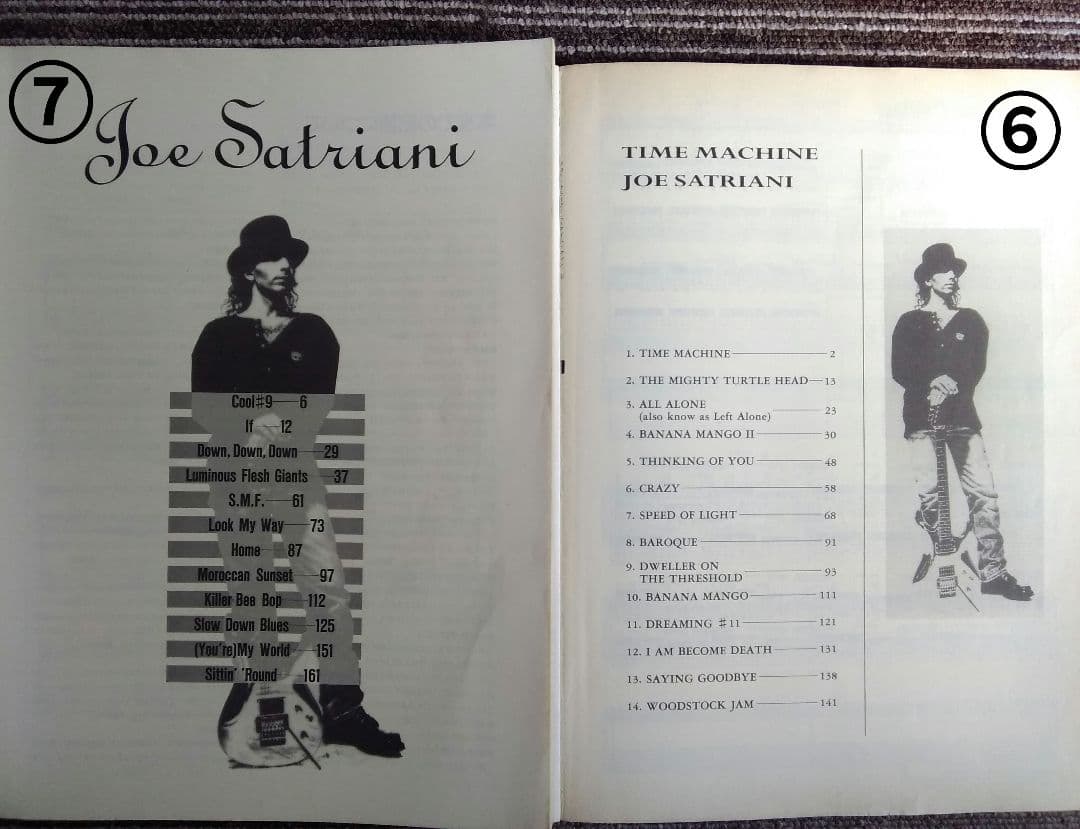 ⑦
Joe Satriani
Cool♯9 6
If 12
Down, Down, Down 29
Luminous Flesh Giants 37
S.M.F. 61
Look My Way 73
Home 87
Moroccan Sunset 97
Killer Bee Bop 112
Slow Down Blues 125
(You're)My World 151
Sittin' 'Round 161
⑥
TIME MACHINE
JOE SATRIANI
1. TIME MACHINE 2
2. THE MIGHTY TURTLE HEAD 13
3. ALL ALONE
(also know as Left Alone) 23
4. BANANA MANGO II 30
5. THINKING OF YOU 48
6. CRAZY 58
7. SPEED OF LIGHT 68
8. BAROQUE 91
9. DWELLER ON
THE THRESHOLD 93
10. BANANA MANGO 111
11. DREAMING ♯11 121
12. I AM BECOME DEATH 131
13. SAYING GOODBYE 138
14. WOODSTOCK JAM 141